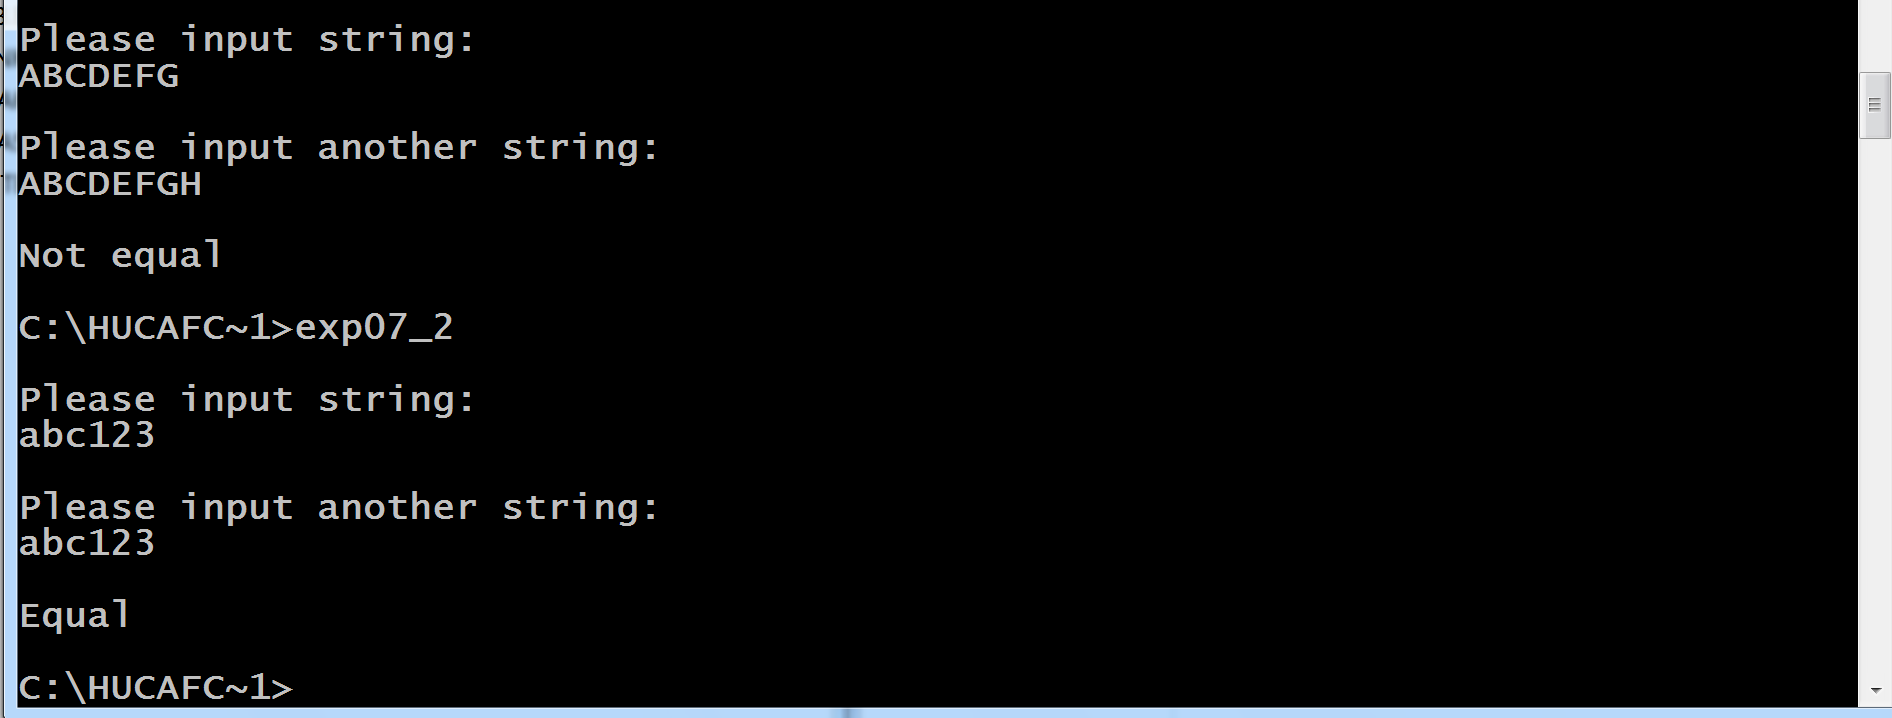 Please input string:
ABCDEFG
Please input another string:
ABCDEFGH
Not equal
C:\HUCAFC~1>exp07_2
Please input string:
abc123
Please input another string:
abc123
Equal
C:\HUCAFC~1>